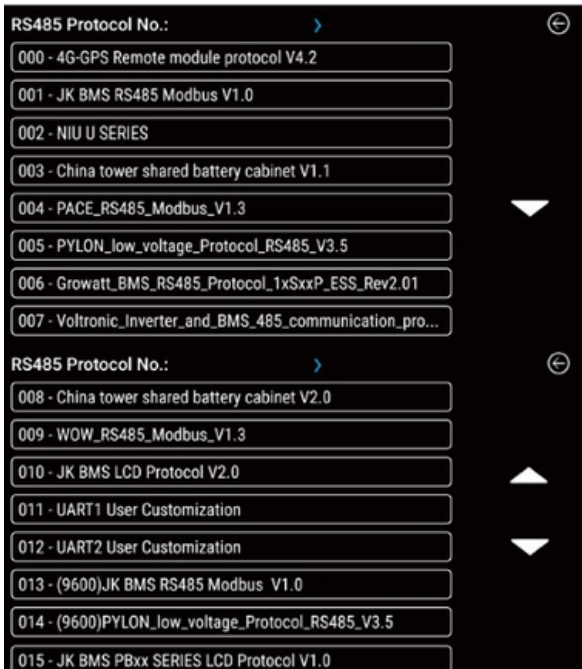 RS485 Protocol No.:
000 - 4G-GPS Remote module protocol V4.2
001 - JK BMS RS485 Modbus V1.0
002 - NIU U SERIES
003 - China tower shared battery cabinet V1.1
004 - PACE_RS485_Modbus_V1.3
005 - PYLON_low_voltage_Protocol_RS485_V3.5
006 - Growatt_BMS_RS485_Protocol_1xSxxP_ESS_Rev2.01
007 - Voltronic_Inverter_and_BMS_485_communication_pro...
RS485 Protocol No.:
008 - China tower shared battery cabinet V2.0
009 - WOW_RS485_Modbus_V1.3
010 - JK BMS LCD Protocol V2.0
011 - UART1 User Customization
012 - UART2 User Customization
013 - (9600)JK BMS RS485 Modbus  V1.0
014 - (9600)PYLON_low_voltage_Protocol_RS485_V3.5
015 - JK BMS PBxx SERIES LCD Protocol V1.0